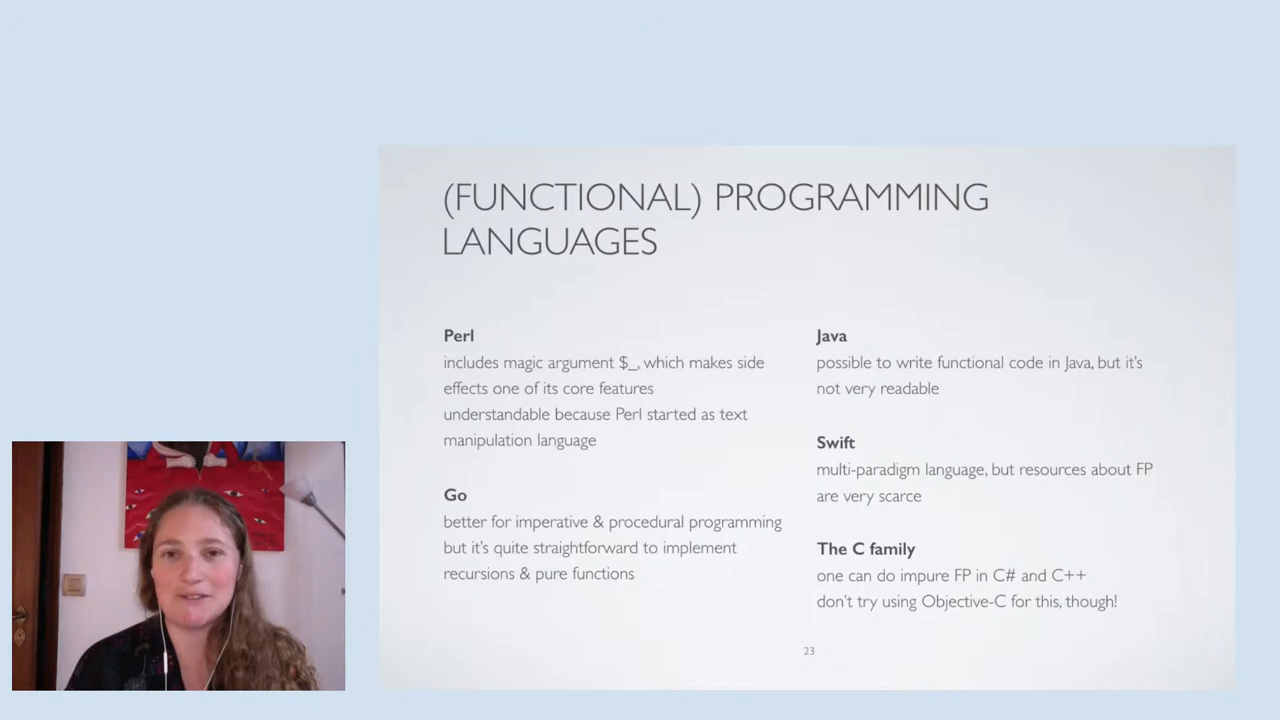 (FUNCTIONAL) PROGRAMMING
LANGUAGES
Perl
includes magic argument $_, which makes side
effects one of its core features
understandable because Perl started as text
manipulation language
Go
better for imperative & procedural programming
but it's quite straightforward to implement
recursions & pure functions
Java
possible to write functional code in Java, but it's
not very readable
Swift
multi-paradigm language, but resources about FP
are very scarce
The C family
one can do impure FP in C# and C++
don't try using Objective-C for this, though!
23